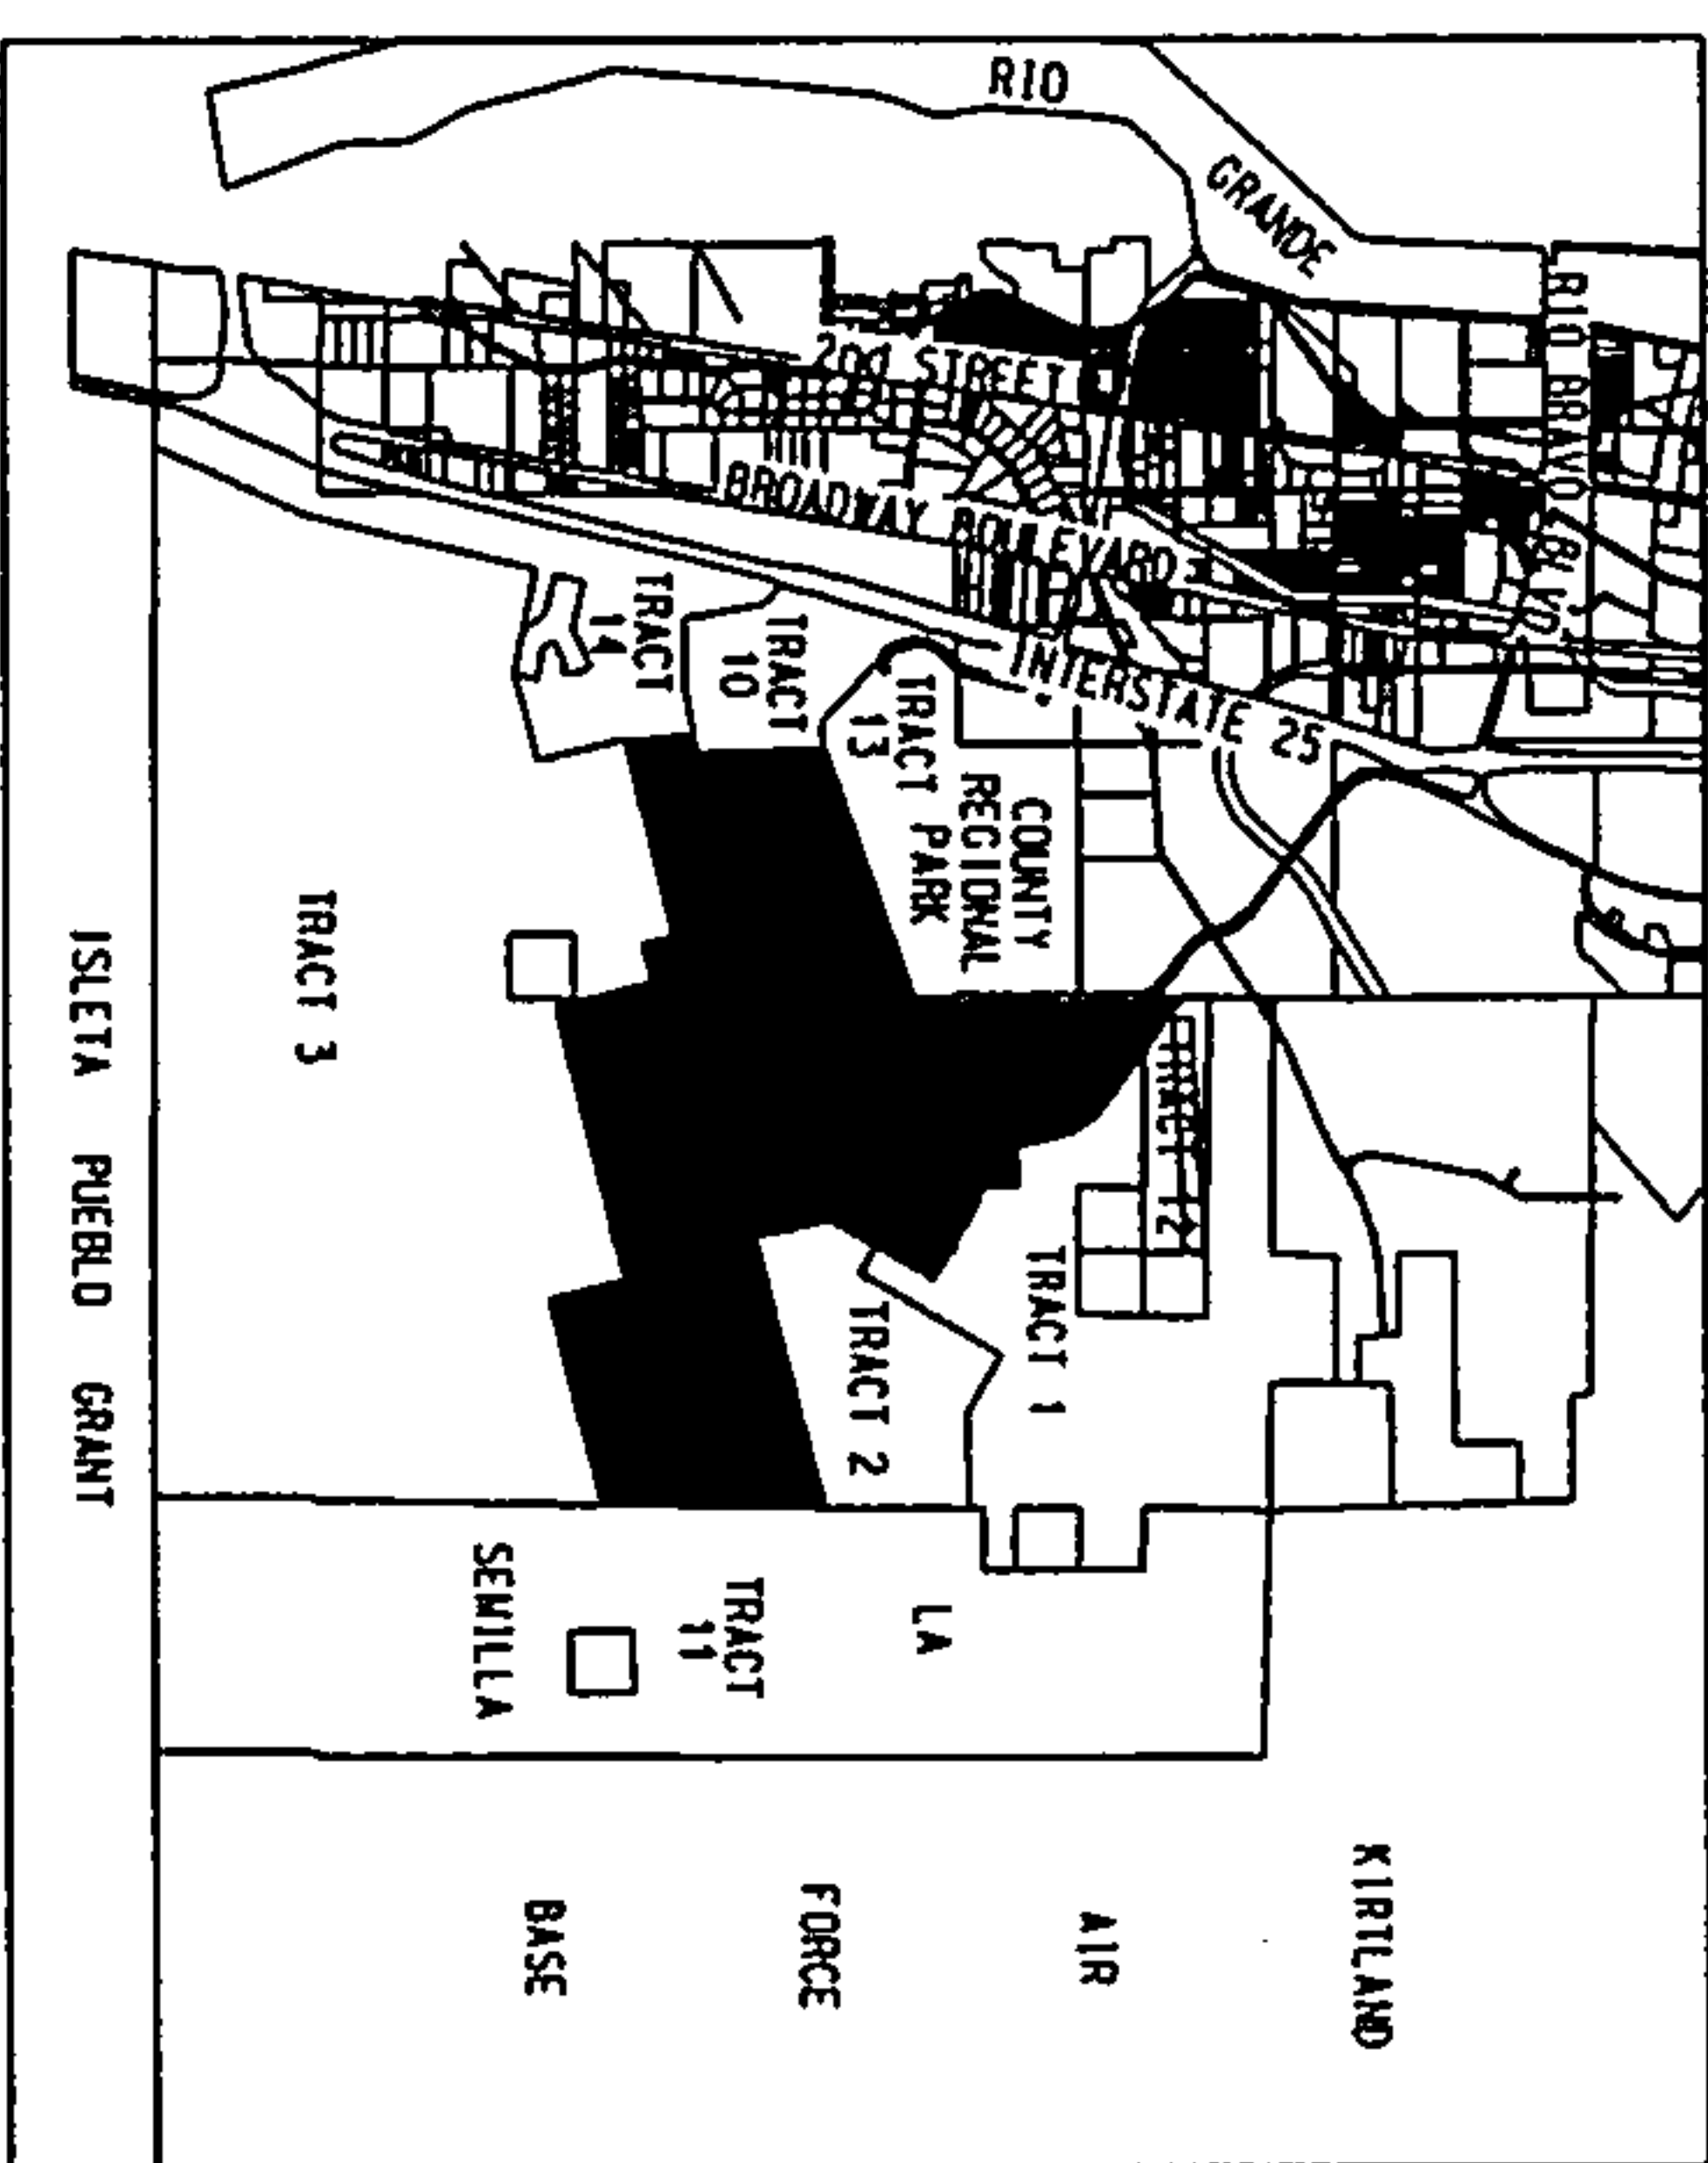 RIO
GRANDE
RIO BRAVO BLVD.
2nd STREET
BROADWAY BOULEVARD
INTERSTATE 25
TRACT
14
TRACT
10
TRACT
13
COUNTY
REGIONAL
PARK
TRACT 12
TRACT 1
TRACT 2
TRACT 3
ISLETA PUEBLO GRANT
LA
TRACT
11
SEMILLA
KIRTLAND
AIR
FORCE
BASE